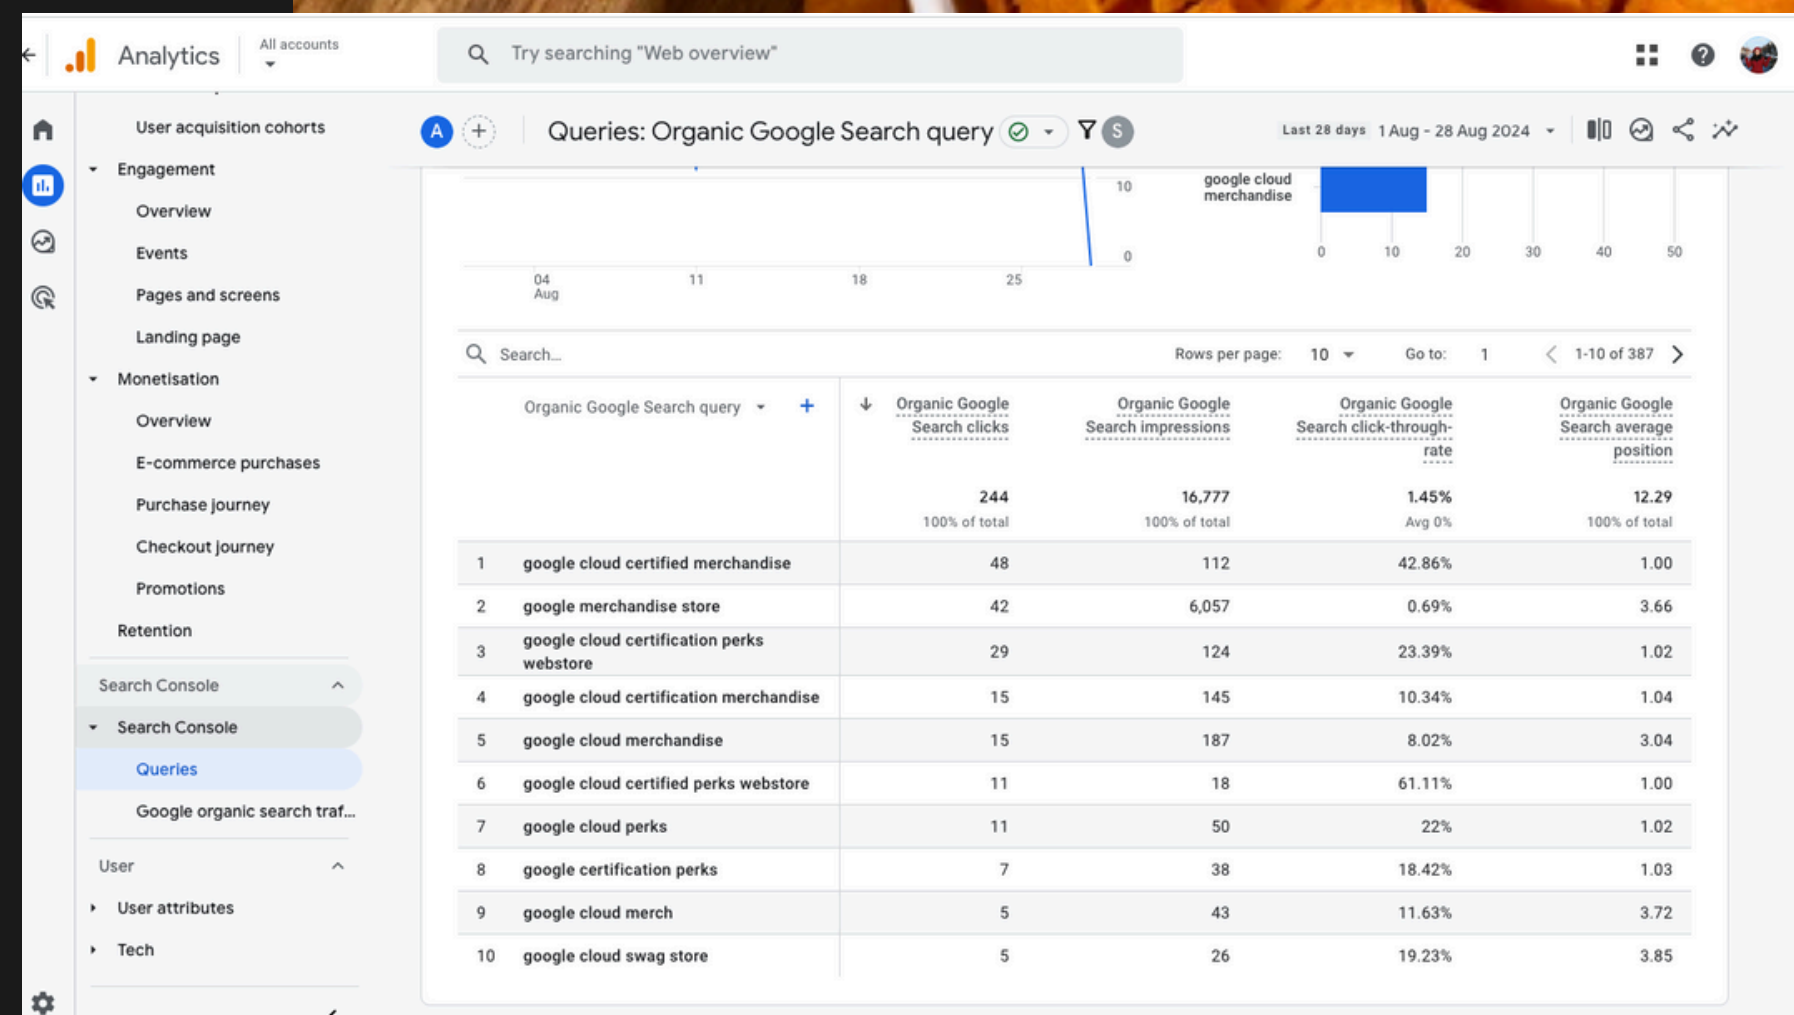 Analytics
All accounts
Try searching "Web overview"
User acquisition cohorts
Engagement
Overview
Events
Pages and screens
Landing page
Monetisation
Overview
E-commerce purchases
Purchase journey
Checkout journey
Promotions
Retention
Search Console
Search Console
Queries
Google organic search traf...
User
User attributes
Tech
A
Queries: Organic Google Search query
S
Last 28 days 1 Aug - 28 Aug 2024
10
0
04 11 18 25
Aug
google cloud
merchandise
0 10 20 30 40 50
Search...
Rows per page: 10 Go to: 1 1-10 of 387
Organic Google Search query
Organic Google
Search clicks
Organic Google
Search impressions
Organic Google
Search click-through-
rate
Organic Google
Search average
position
244 16,777 1.45% 12.29
100% of total 100% of total Avg 0% 100% of total
1 google cloud certified merchandise 48 112 42.86% 1.00
2 google merchandise store 42 6,057 0.69% 3.66
3 google cloud certification perks
webstore 29 124 23.39% 1.02
4 google cloud certification merchandise 15 145 10.34% 1.04
5 google cloud merchandise 15 187 8.02% 3.04
6 google cloud certified perks webstore 11 18 61.11% 1.00
7 google cloud perks 11 50 22% 1.02
8 google certification perks 7 38 18.42% 1.03
9 google cloud merch 5 43 11.63% 3.72
10 google cloud swag store 5 26 19.23% 3.85